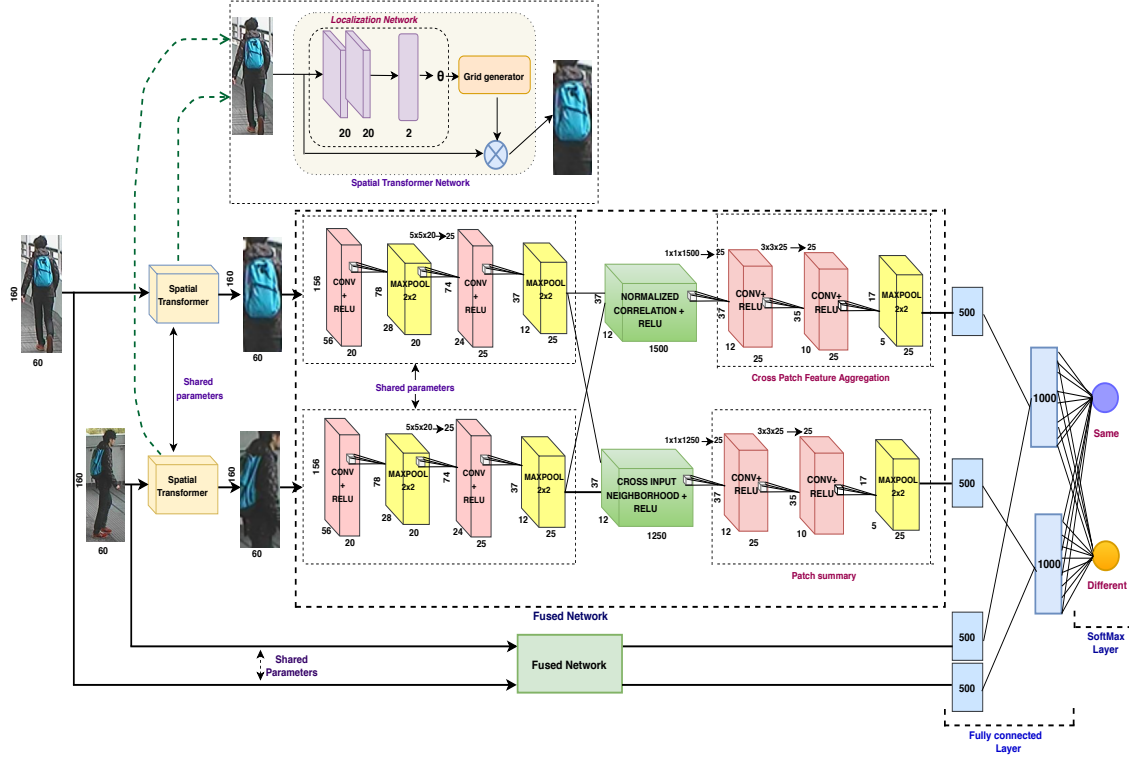 Localization Network
20
20
2
θ
Grid generator
Spatial Transformer Network
160
60
Spatial
Transformer
160
60
Shared
parameters
160
60
Spatial
Transformer
160
60
156
56
20
CONV
+
RELU
78
28
20
MAXPOOL
2x2
5x5x20
25
74
24
25
CONV
+
RELU
37
12
25
MAXPOOL
2x2
37
12
NORMALIZED
CORRELATION +
RELU
1500
1x1x1500
25
37
12
25
CONV+
RELU
3x3x25
25
35
10
25
CONV+
RELU
17
5
25
MAXPOOL
2x2
Cross Patch Feature Aggregation
Shared parameters
156
56
20
CONV
+
RELU
78
28
20
MAXPOOL
2x2
5x5x20
25
74
24
25
CONV
+
RELU
37
12
25
MAXPOOL
2x2
12
CROSS INPUT
NEIGHBORHOOD +
RELU
1250
1x1x1250
25
37
12
25
CONV+
RELU
3x3x25
25
35
10
CONV+
RELU
17
5
25
MAXPOOL
2x2
Patch summary
Fused Network
Shared
Parameters
Fused Network
500
500
500
500
1000
1000
Same
Different
SoftMax
Layer
Fully connected
Layer